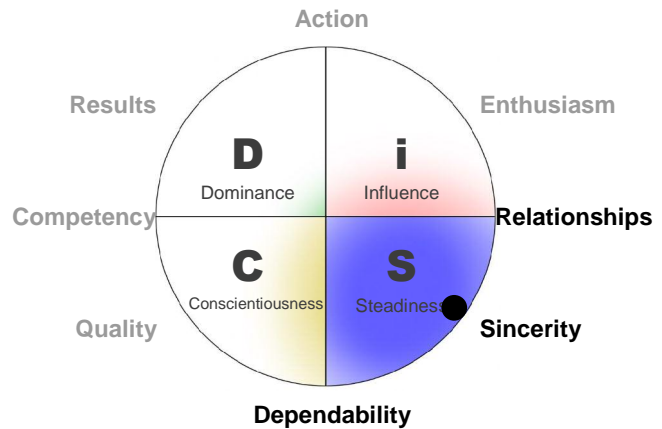 Action
Results
Enthusiasm
D
i
Dominance
Influence
Competency
Relationships
C
S
Conscientiousness
Steadiness
Quality
Sincerity
Dependability